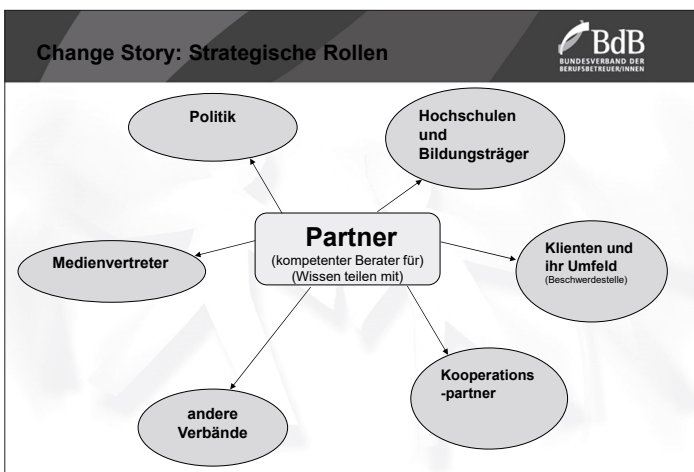 Change Story: Strategische Rollen
BdB
BUNDESVERBAND DER
BERUFSBETREUER/INNEN
Politik
Hochschulen
und
Bildungsträger
Partner
(kompetenter Berater für)
(Wissen teilen mit)
Medienvertreter
Klienten und
ihr Umfeld
(Beschwerdestelle)
Kooperations
-partner
andere
Verbände